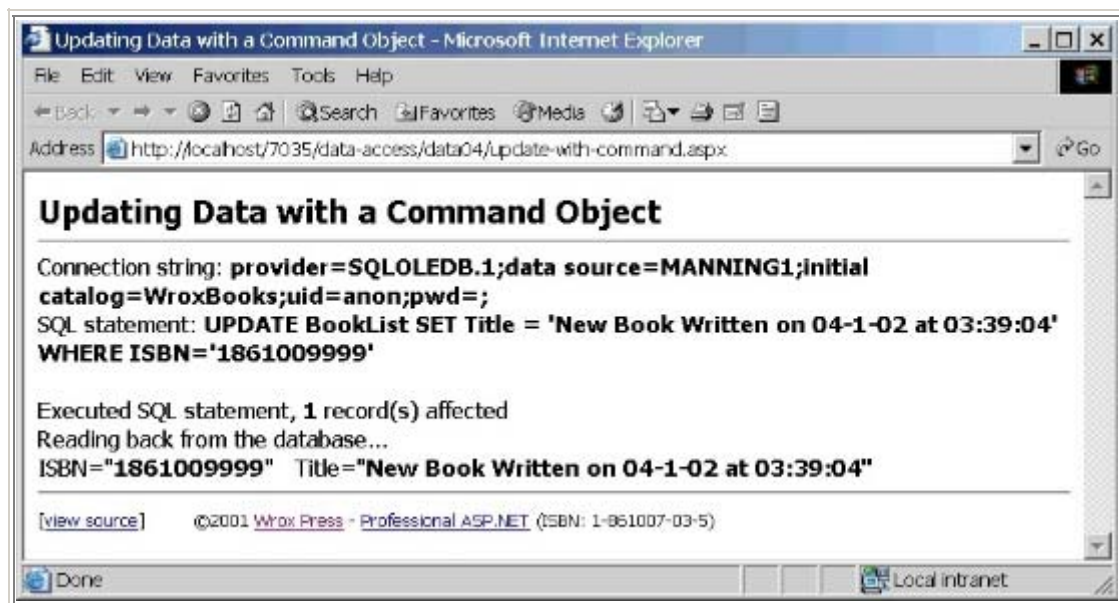 Updating Data with a Command Object - Microsoft Internet Explorer
File Edit View Favorites Tools Help
Back Search Favorites Media
Address http://localhost/7035/data-access/data04/update-with-command.aspx Go
Updating Data with a Command Object
Connection string: provider=SQLOLEDB.1;data source=MANNING1;initial
catalog=WroxBooks;uid=anon;pwd=;
SQL statement: UPDATE BookList SET Title = 'New Book Written on 04-1-02 at 03:39:04'
WHERE ISBN='1861009999'
Executed SQL statement, 1 record(s) affected
Reading back from the database...
ISBN="1861009999" Title="New Book Written on 04-1-02 at 03:39:04"
[view source] ©2001 Wrox Press - Professional ASP.NET (ISBN: 1-861007-03-5)
Done Local intranet